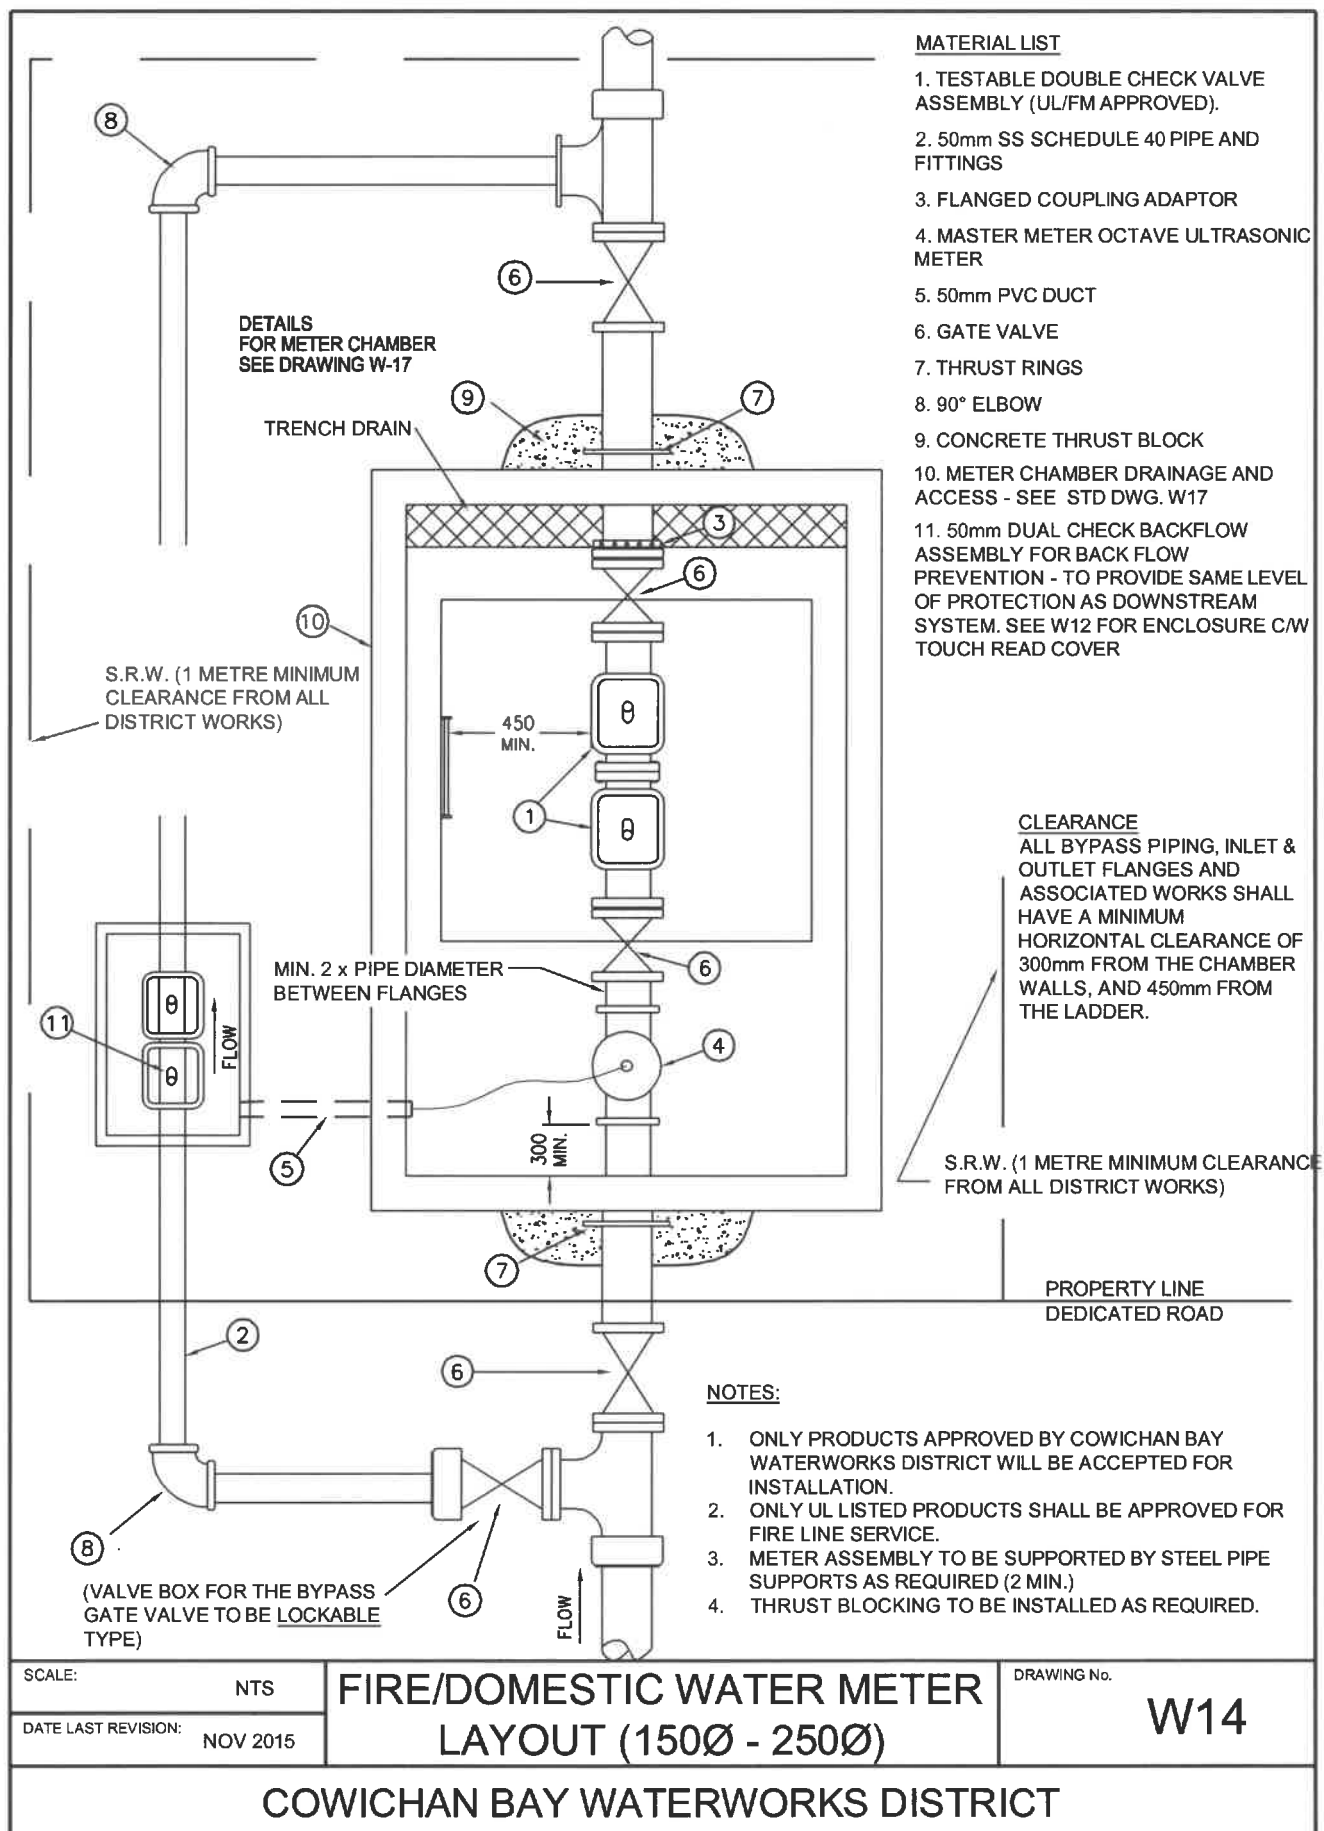 MATERIAL LIST
1. TESTABLE DOUBLE CHECK VALVE
ASSEMBLY (UL/FM APPROVED).
2. 50mm SS SCHEDULE 40 PIPE AND
FITTINGS
3. FLANGED COUPLING ADAPTOR
4. MASTER METER OCTAVE ULTRASONIC
METER
5. 50mm PVC DUCT
6. GATE VALVE
7. THRUST RINGS
8. 90° ELBOW
9. CONCRETE THRUST BLOCK
10. METER CHAMBER DRAINAGE AND
ACCESS - SEE STD DWG. W17
11. 50mm DUAL CHECK BACKFLOW
ASSEMBLY FOR BACK FLOW
PREVENTION - TO PROVIDE SAME LEVEL
OF PROTECTION AS DOWNSTREAM
SYSTEM. SEE W12 FOR ENCLOSURE C/W
TOUCH READ COVER
8
6
DETAILS
FOR METER CHAMBER
SEE DRAWING W-17
9
7
TRENCH DRAIN
3
6
10
S.R.W. (1 METRE MINIMUM
CLEARANCE FROM ALL
DISTRICT WORKS)
450
MIN.
1
CLEARANCE
ALL BYPASS PIPING, INLET &
OUTLET FLANGES AND
ASSOCIATED WORKS SHALL
HAVE A MINIMUM
HORIZONTAL CLEARANCE OF
300mm FROM THE CHAMBER
WALLS, AND 450mm FROM
THE LADDER.
MIN. 2 x PIPE DIAMETER
BETWEEN FLANGES
6
11
FLOW
4
5
300
MIN.
S.R.W. (1 METRE MINIMUM CLEARANCE
FROM ALL DISTRICT WORKS)
7
PROPERTY LINE
DEDICATED ROAD
2
6
NOTES:
1. ONLY PRODUCTS APPROVED BY COWICHAN BAY
WATERWORKS DISTRICT WILL BE ACCEPTED FOR
INSTALLATION.
2. ONLY UL LISTED PRODUCTS SHALL BE APPROVED FOR
FIRE LINE SERVICE.
3. METER ASSEMBLY TO BE SUPPORTED BY STEEL PIPE
SUPPORTS AS REQUIRED (2 MIN.)
4. THRUST BLOCKING TO BE INSTALLED AS REQUIRED.
8
(VALVE BOX FOR THE BYPASS
GATE VALVE TO BE LOCKABLE
TYPE)
6
FLOW
SCALE:
NTS
DATE LAST REVISION:
NOV 2015
FIRE/DOMESTIC WATER METER
LAYOUT (150Ø - 250Ø)
DRAWING No.
W14
COWICHAN BAY WATERWORKS DISTRICT